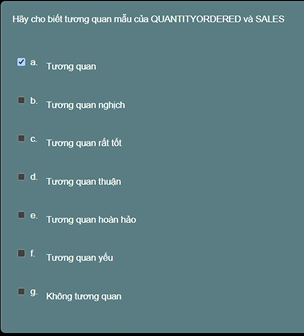 Hãy cho biết tương quan mẫu của QUANTITYORDERED và SALES
a. Tương quan
b. Tương quan nghịch
c. Tương quan rất tốt
d. Tương quan thuận
e. Tương quan hoàn hảo
f. Tương quan yếu
g. Không tương quan